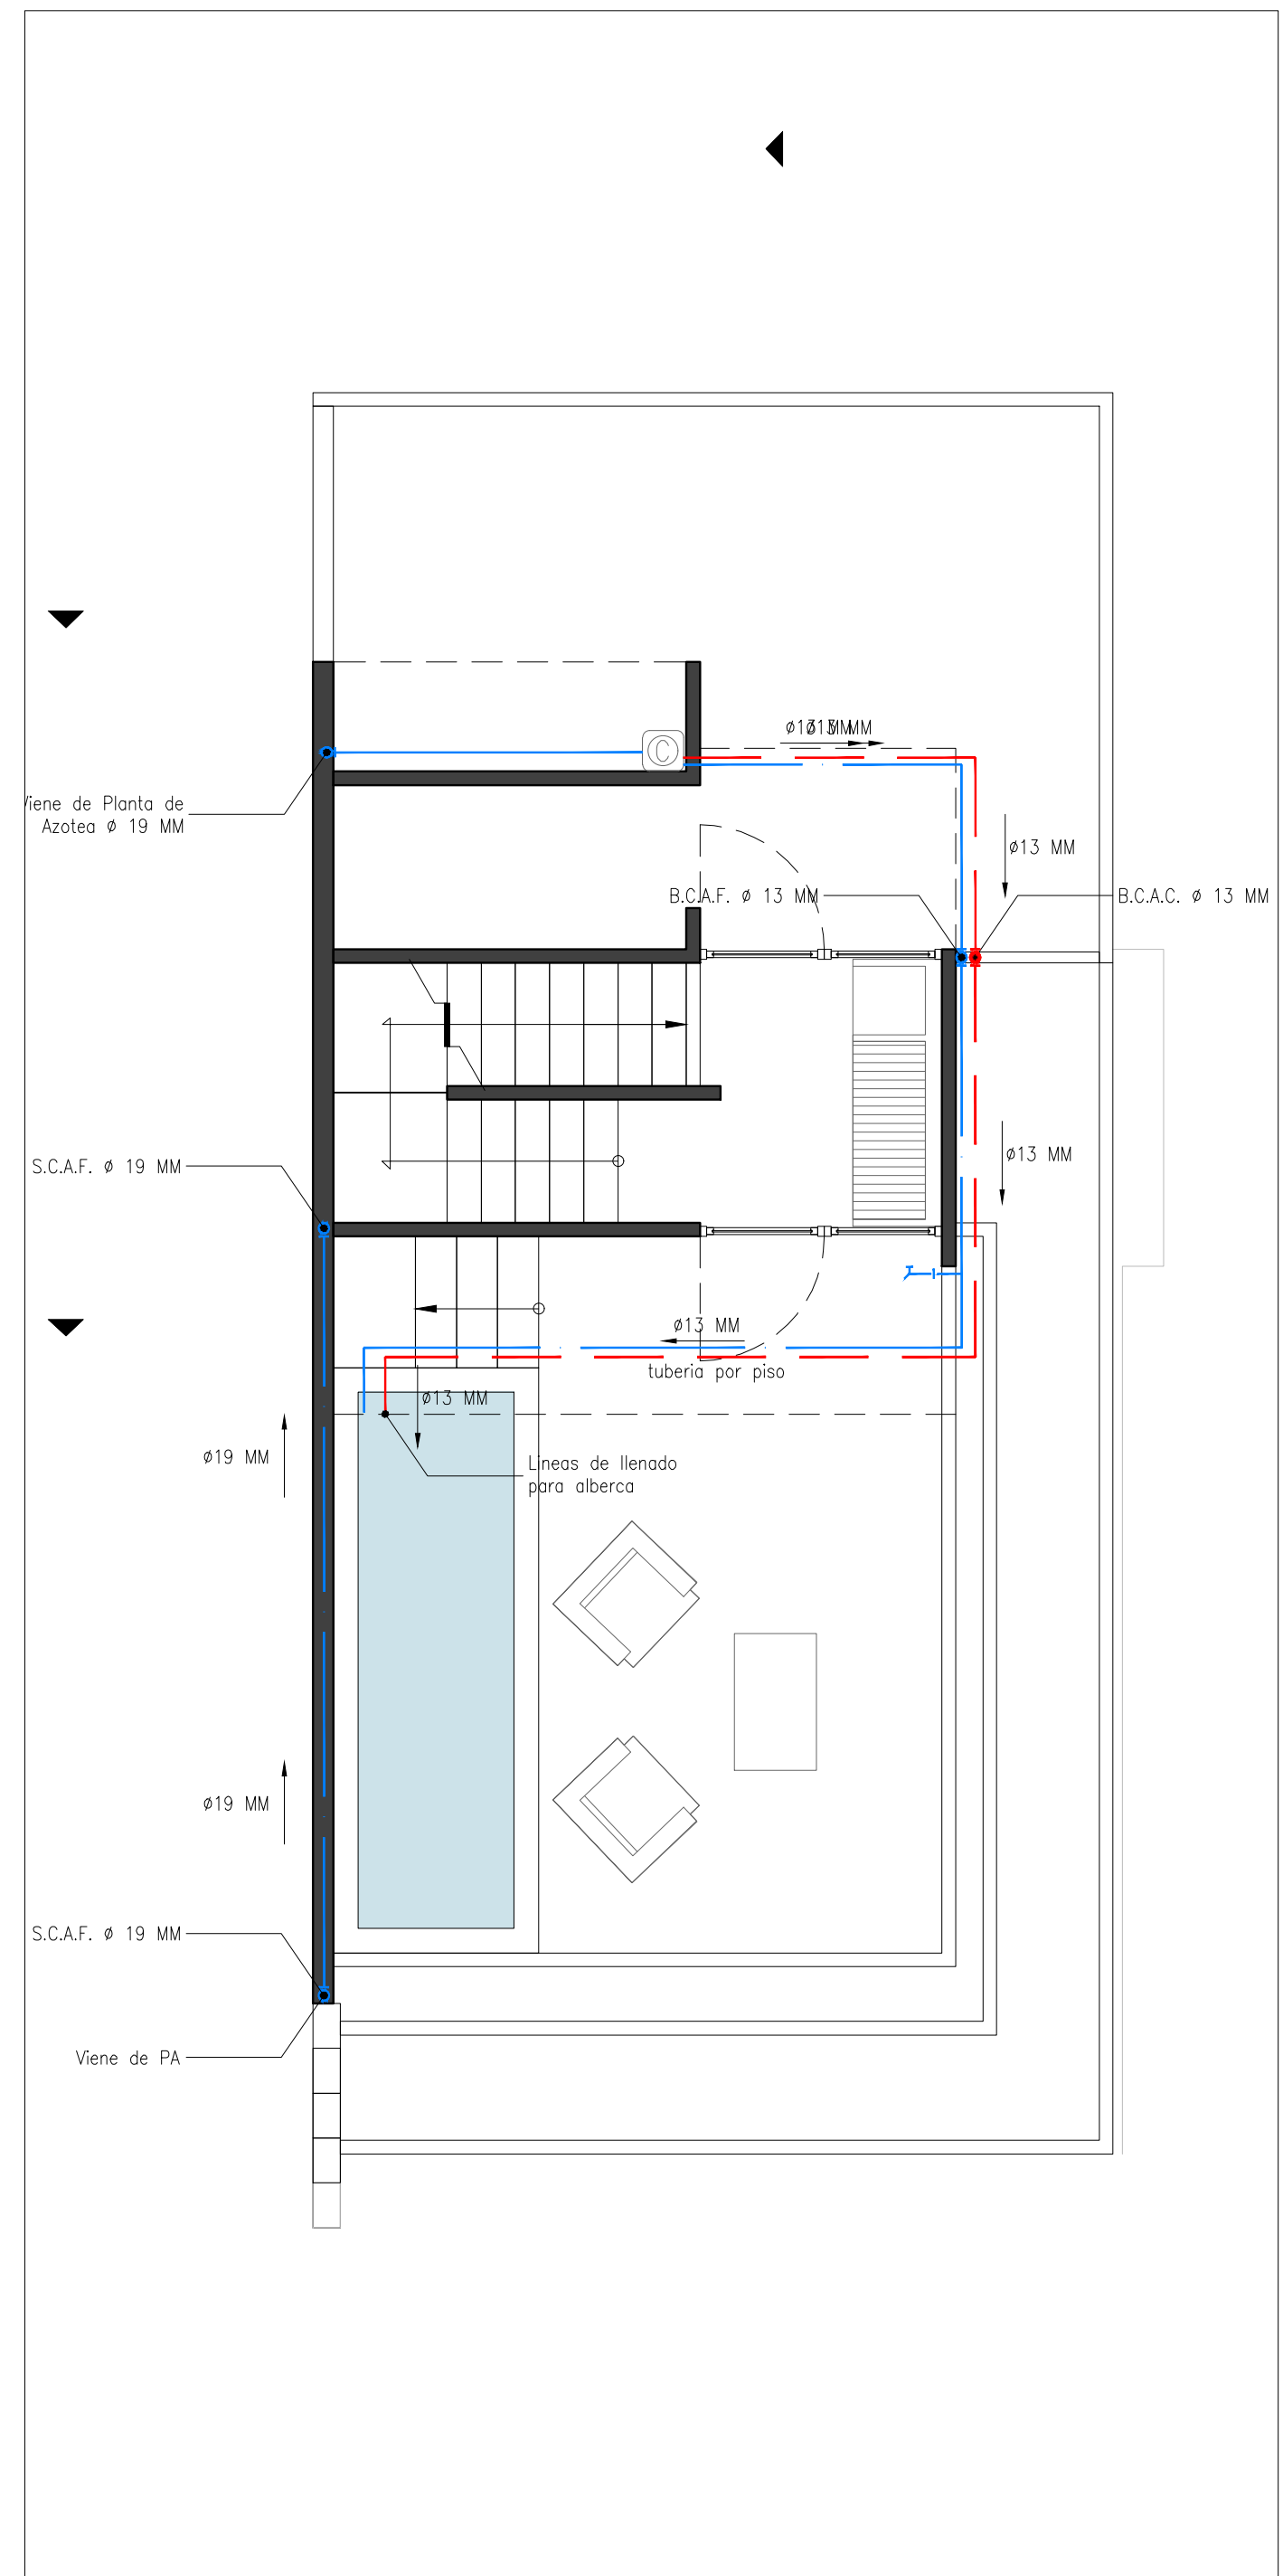 ø13 MM
ø13 MM
Viene de Planta de
Azotea ø 19 MM
ø13 MM
B.C.A.F. ø 13 MM
B.C.A.C. ø 13 MM
C
S.C.A.F. ø 19 MM
ø13 MM
ø13 MM
tuberia por piso
ø13 MM
ø19 MM
Lineas de llenado
para alberca
ø19 MM
S.C.A.F. ø 19 MM
Viene de PA